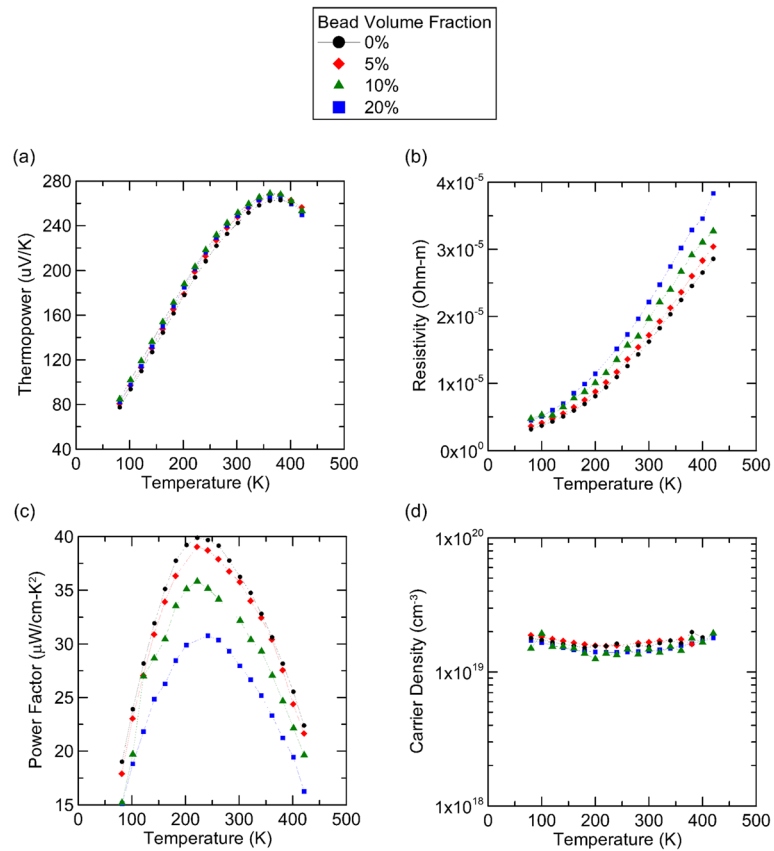 Bead Volume Fraction
0%
5%
10%
20%
(a)
280
240
200
160
120
80
40
0 100 200 300 400 500
Temperature (K)
Thermopower (uV/K)
(b)
4x10⁻⁵
3x10⁻⁵
2x10⁻⁵
1x10⁻⁵
0x10⁰
0 100 200 300 400 500
Temperature (K)
Resistivity (Ohm-m)
(c)
40
35
30
25
20
15
0 100 200 300 400 500
Temperature (K)
Power Factor (μW/cm-K²)
(d)
1x10²⁰
1x10¹⁹
1x10¹⁸
0 100 200 300 400 500
Temperature (K)
Carrier Density (cm⁻³)